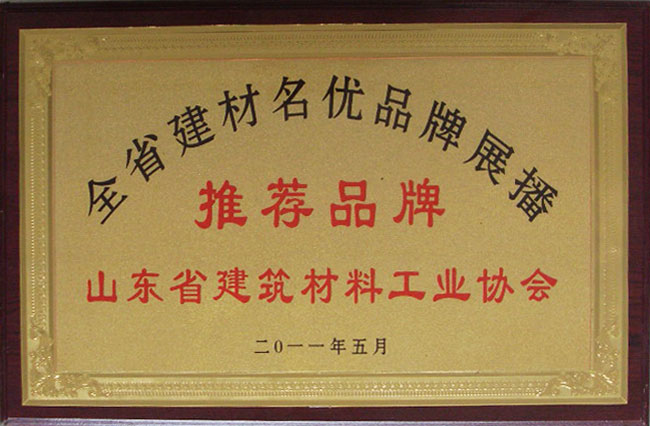 全省建材名优品牌展播
推荐品牌
山东省建筑材料工业协会
二0一一年五月